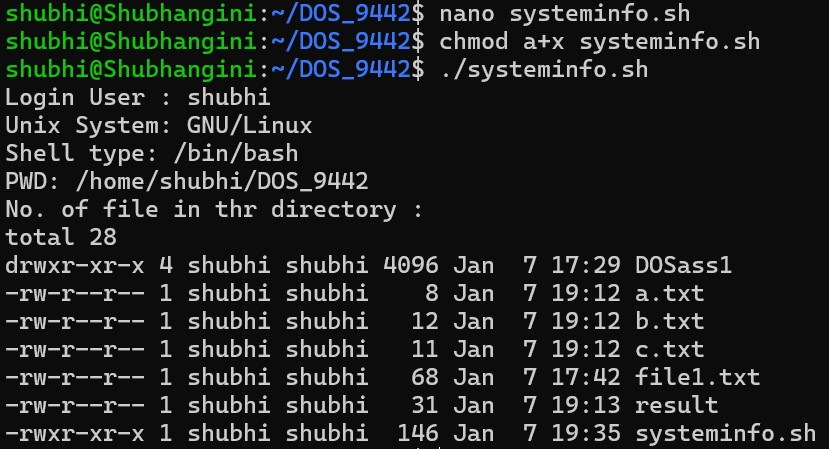 shubhi@Shubhangini:~/DOS_9442$ nano systeminfo.sh
shubhi@Shubhangini:~/DOS_9442$ chmod a+x systeminfo.sh
shubhi@Shubhangini:~/DOS_9442$ ./systeminfo.sh
Login User : shubhi
Unix System: GNU/Linux
Shell type: /bin/bash
PWD: /home/shubhi/DOS_9442
No. of file in thr directory :
total 28
drwxr-xr-x 4 shubhi shubhi 4096 Jan  7 17:29 DOSass1
-rw-r--r-- 1 shubhi shubhi    8 Jan  7 19:12 a.txt
-rw-r--r-- 1 shubhi shubhi   12 Jan  7 19:12 b.txt
-rw-r--r-- 1 shubhi shubhi   11 Jan  7 19:12 c.txt
-rw-r--r-- 1 shubhi shubhi   68 Jan  7 17:42 file1.txt
-rw-r--r-- 1 shubhi shubhi   31 Jan  7 19:13 result
-rwxr-xr-x 1 shubhi shubhi  146 Jan  7 19:35 systeminfo.sh